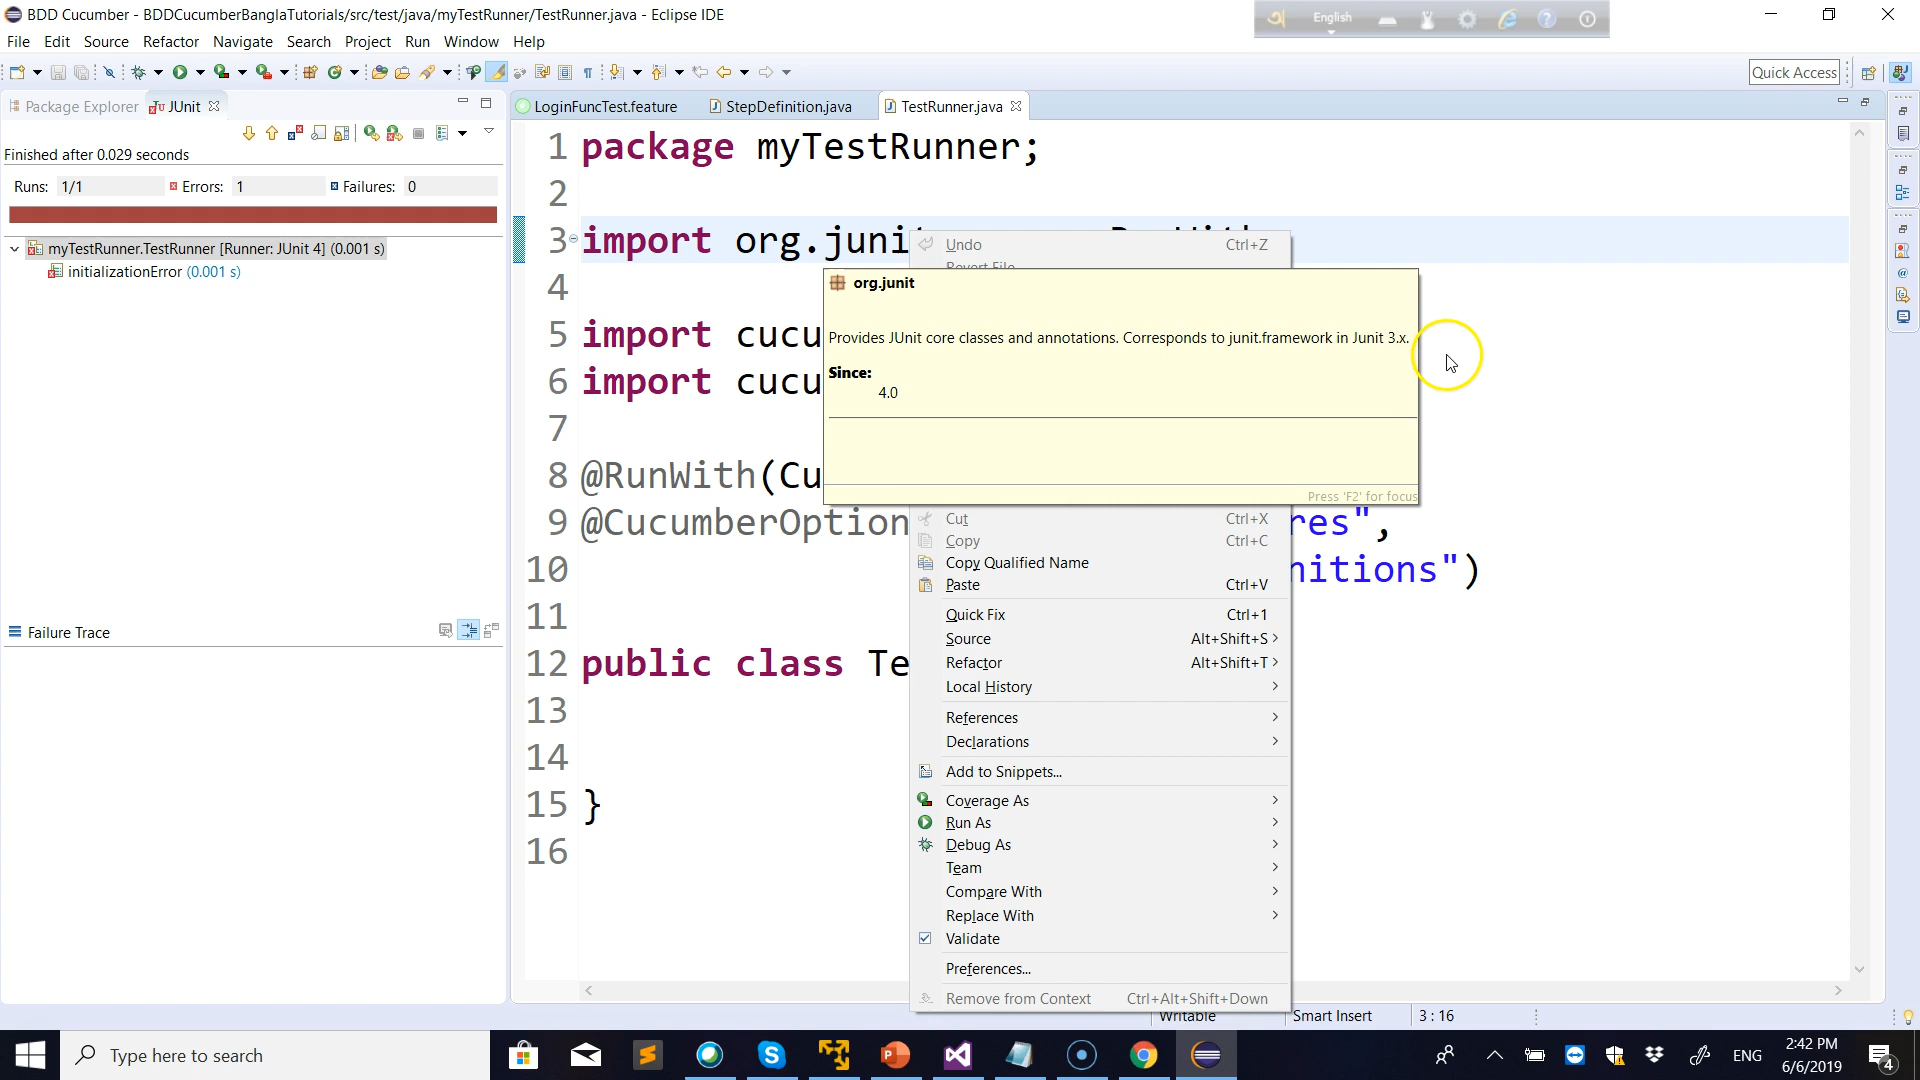 BDD Cucumber - BDDCucumberBanglaTutorials/src/test/java/myTestRunner/TestRunner.java - Eclipse IDE
English
File Edit Source Refactor Navigate Search Project Run Window Help
Quick Access
Package Explorer JUnit
LoginFuncTest.feature StepDefinition.java TestRunner.java
Finished after 0.029 seconds
Runs: 1/1 Errors: 1 Failures: 0
myTestRunner.TestRunner [Runner: JUnit 4] (0.001 s)
initializationError (0.001 s)
Failure Trace
1 package myTestRunner;
2
3 import org.junit
4
5 import cucu
6 import cucu
7
8 @RunWith(Cu
9 @CucumberOption res",
10 nitions")
11
12 public class Te
13
14
15 }
16
Undo Ctrl+Z
Revert File
org.junit
Provides JUnit core classes and annotations. Corresponds to junit.framework in Junit 3.x.
Since:
4.0
Press 'F2' for focus
Cut Ctrl+X
Copy Ctrl+C
Copy Qualified Name
Paste Ctrl+V
Quick Fix Ctrl+1
Source Alt+Shift+S
Refactor Alt+Shift+T
Local History
References
Declarations
Add to Snippets...
Coverage As
Run As
Debug As
Team
Compare With
Replace With
Validate
Preferences...
Remove from Context Ctrl+Alt+Shift+Down
Writable Smart Insert 3 : 16
Type here to search
ENG
2:42 PM
6/6/2019
4